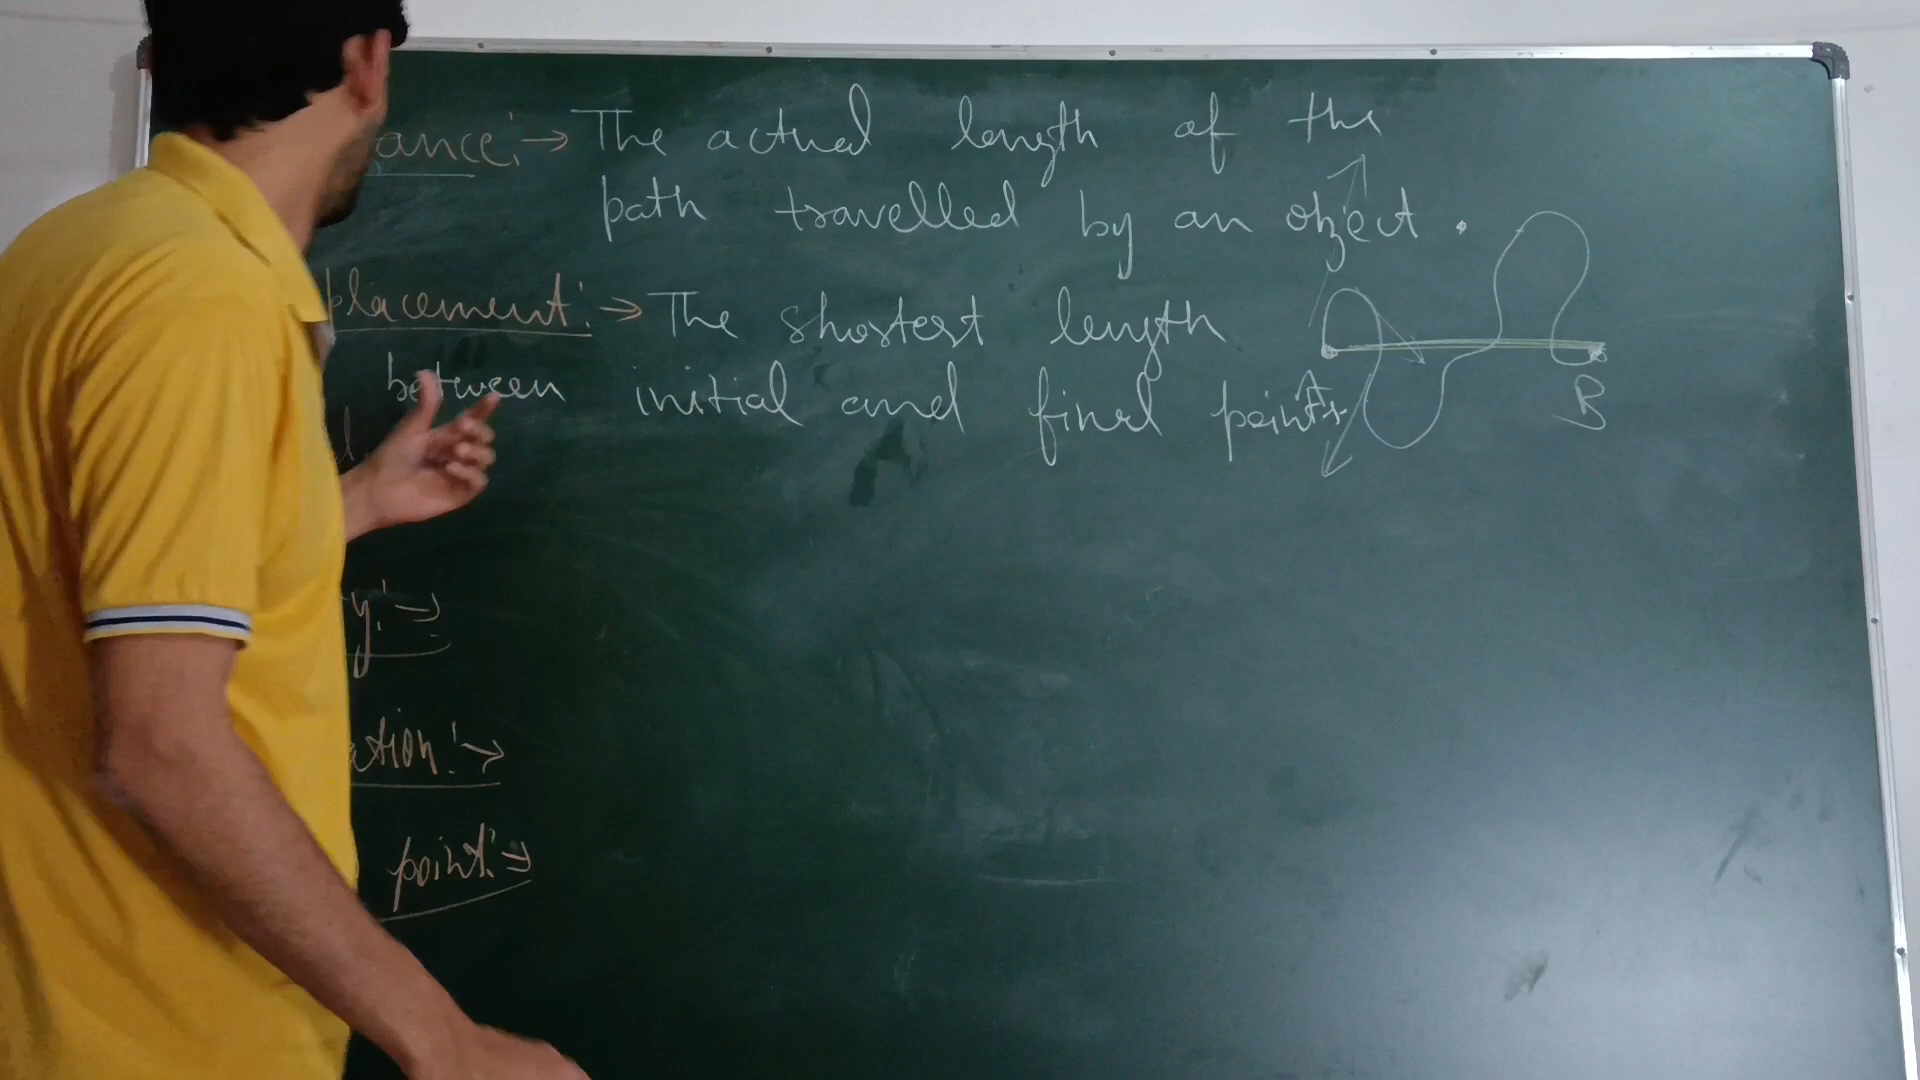 ance:→ The actual length of the
path travelled by an object.
placement:→ The shortest length
between initial and final points.
A
B
y:→
ction:→
point:→